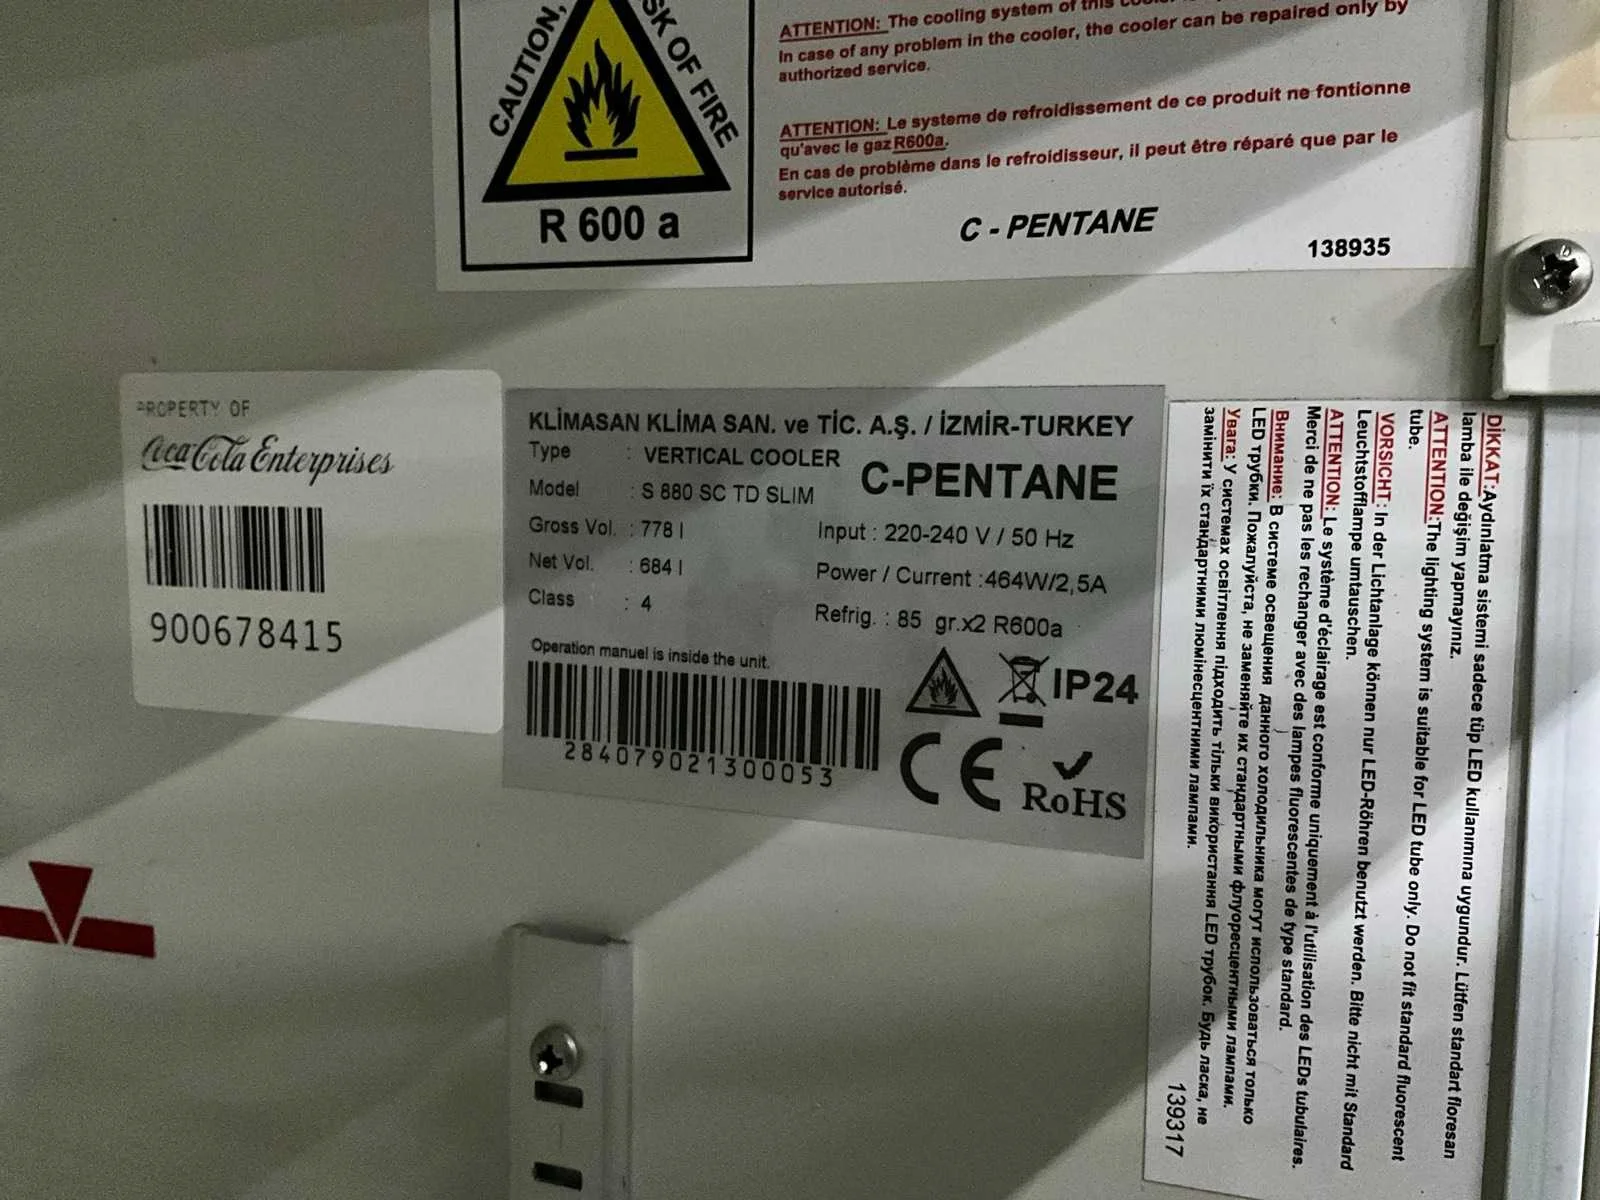 CAUTION,
SK OF FIRE
R 600 a
ATTENTION: The cooling system of this
In case of any problem in the cooler, the cooler can be repaired only by
authorized service.
ATTENTION: Le systeme de refroidissement de ce produit ne fontionne
qu'avec le gaz R600a.
En cas de problème dans le refroidisseur, il peut être réparé que par le
service autorisé.
C - PENTANE
138935
PROPERTY OF
Coca-Cola Enterprises
900678415
KLİMASAN KLİMA SAN. ve TİC. A.Ş. / İZMİR-TURKEY
Type : VERTICAL COOLER
C-PENTANE
Model : S 880 SC TD SLIM
Gross Vol. : 778 l
Input : 220-240 V / 50 Hz
Net Vol. : 684 l
Power / Current :464W/2,5A
Class : 4
Refrig. : 85 gr.x2 R600a
Operation manuel is inside the unit.
284079021300053
IP24
CE
RoHS
DİKKAT:Aydınlatma sistemi sadece tüp LED kullanımına uygundur. Lütfen standart floresan
lamba ile değişim yapmayınız.
ATTENTION:The lighting system is suitable for LED tube only. Do not fit standard fluorescent
tube.
VORSICHT : In der Lichtanlage können nur LED-Röhren benutzt werden. Bitte nicht mit Standard
Leuchtstofflampe umtauschen.
ATTENTION: Le système d'éclairage est conforme uniquement à l'utilisation des LEDs tubulaires.
Merci de ne pas les rechanger avec des lampes fluorescentes de type standard.
Внимание: В системе освещения данного холодильника могут использоваться только
LED трубки. Пожалуйста, не заменяйте их стандартными флуоресцентными лампами.
Увага: У системах освітлення підходить тільки використання LED трубок. Будь ласка, не
замінити їх стандартними люмінесцентними лампами.
139317